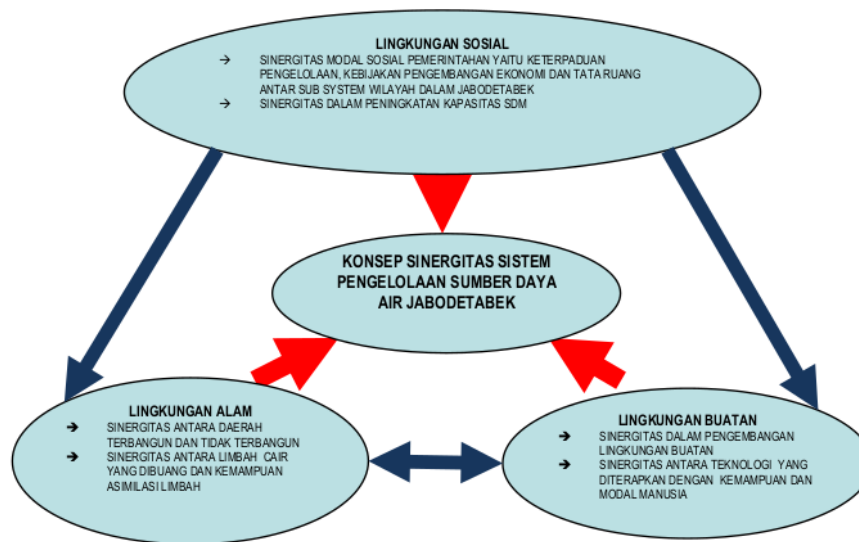 LINGKUNGAN SOSIAL
→ SINERGITAS MODAL SOSIAL PEMERINTAHAN YAITU KETERPADUAN
PENGELOLAAN, KEBIJAKAN PENGEMBANGAN EKONOMI DAN TATA RUANG
ANTAR SUB SYSTEM WILAYAH DALAM JABODETABEK
→ SINERGITAS DALAM PENINGKATAN KAPASITAS SDM
KONSEP SINERGITAS SISTEM
PENGELOLAAN SUMBER DAYA
AIR JABODETABEK
LINGKUNGAN ALAM
→ SINERGITAS ANTARA DAERAH
TERBANGUN DAN TIDAK TERBANGUN
→ SINERGITAS ANTARA LIMBAH CAIR
YANG DIBUANG DAN KEMAMPUAN
ASIMILASI LIMBAH
LINGKUNGAN BUATAN
→ SINERGITAS DALAM PENGEMBANGAN
LINGKUNGAN BUATAN
→ SINERGITAS ANTARA TEKNOLOGI YANG
DITERAPKAN DENGAN KEMAMPUAN DAN
MODAL MANUSIA